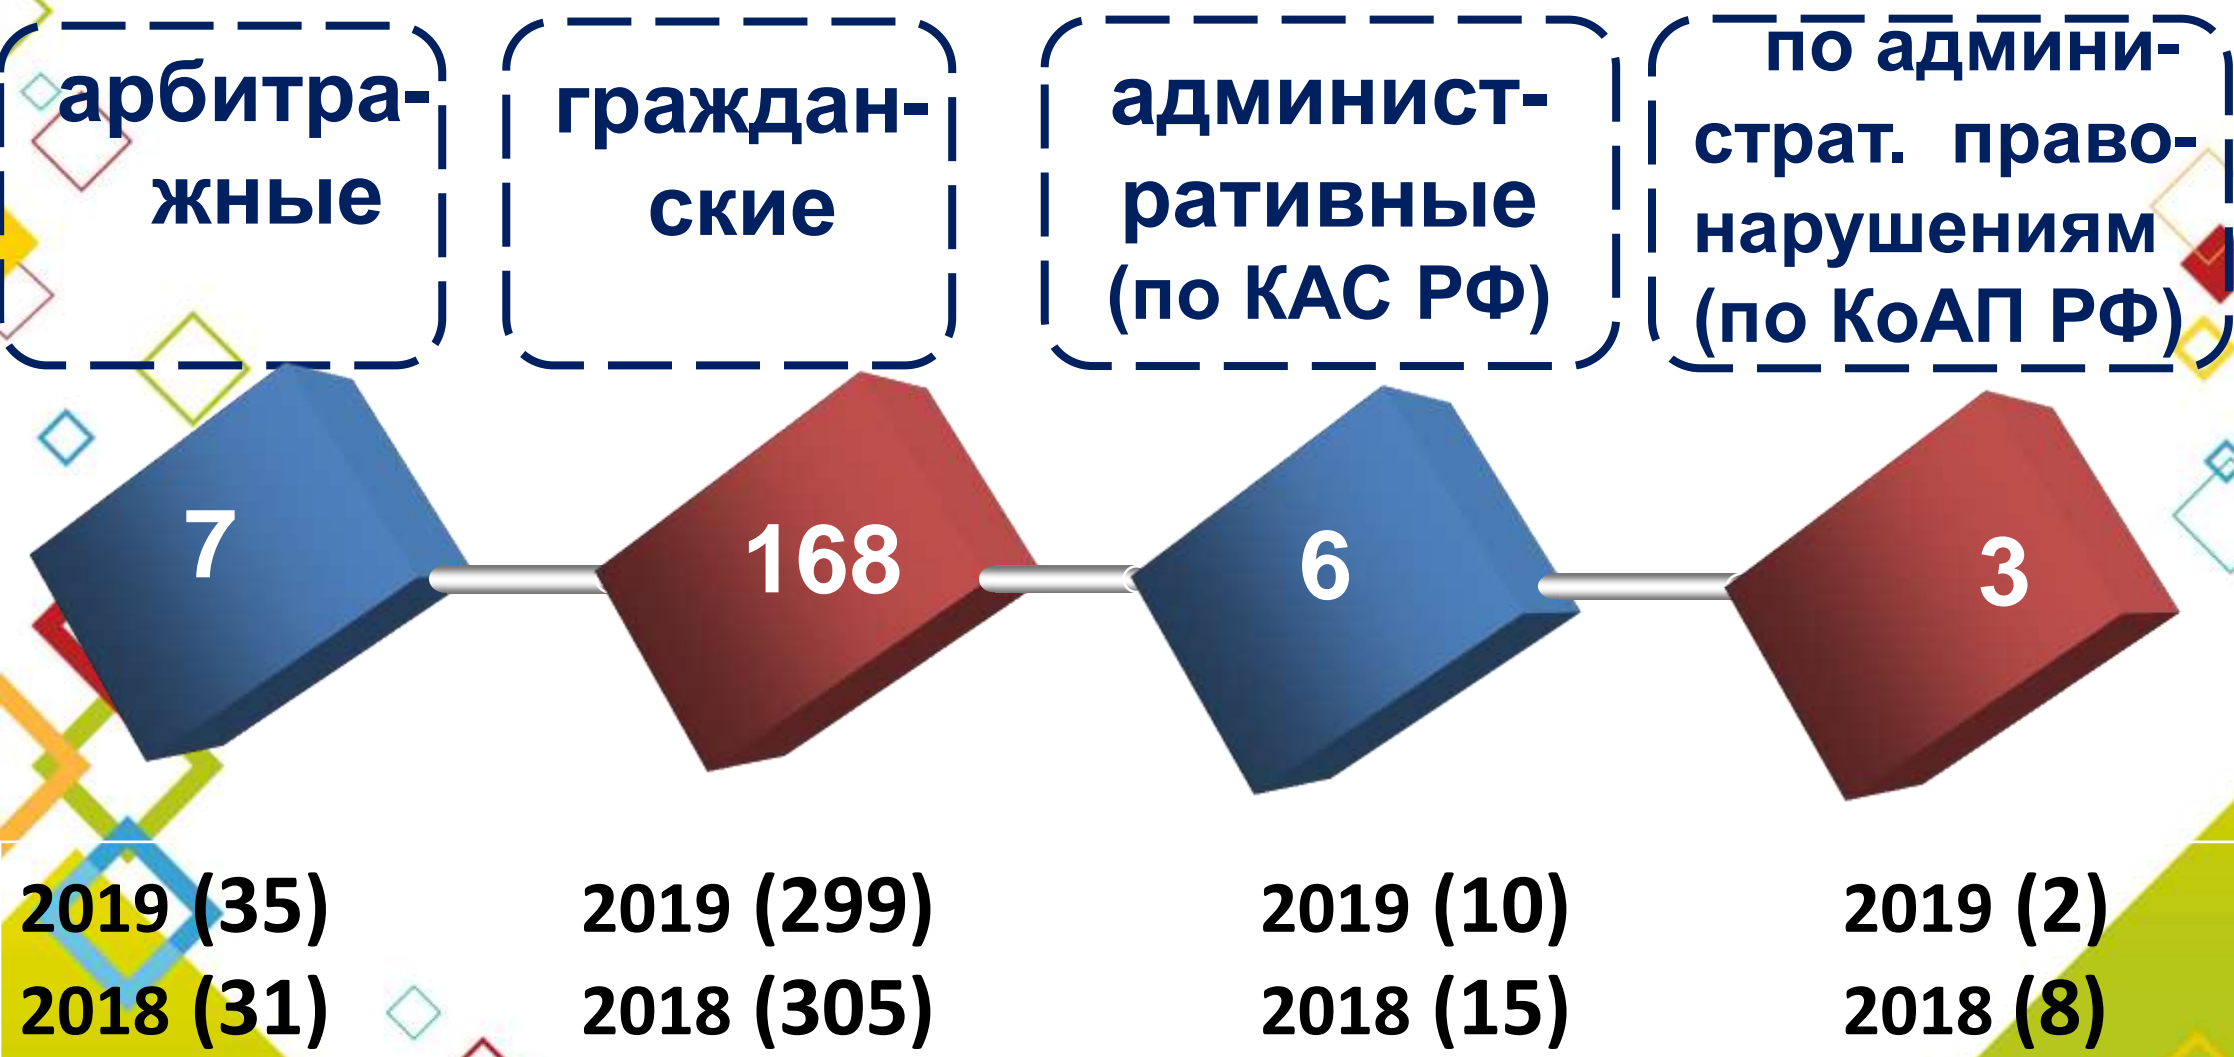 арбитра-
жные
граждан-
ские
админист-
ративные
(по КАС РФ)
по админи-
страт. право-
нарушениям
(по КоАП РФ)
7
168
6
3
2019 (35)
2018 (31)
2019 (299)
2018 (305)
2019 (10)
2018 (15)
2019 (2)
2018 (8)